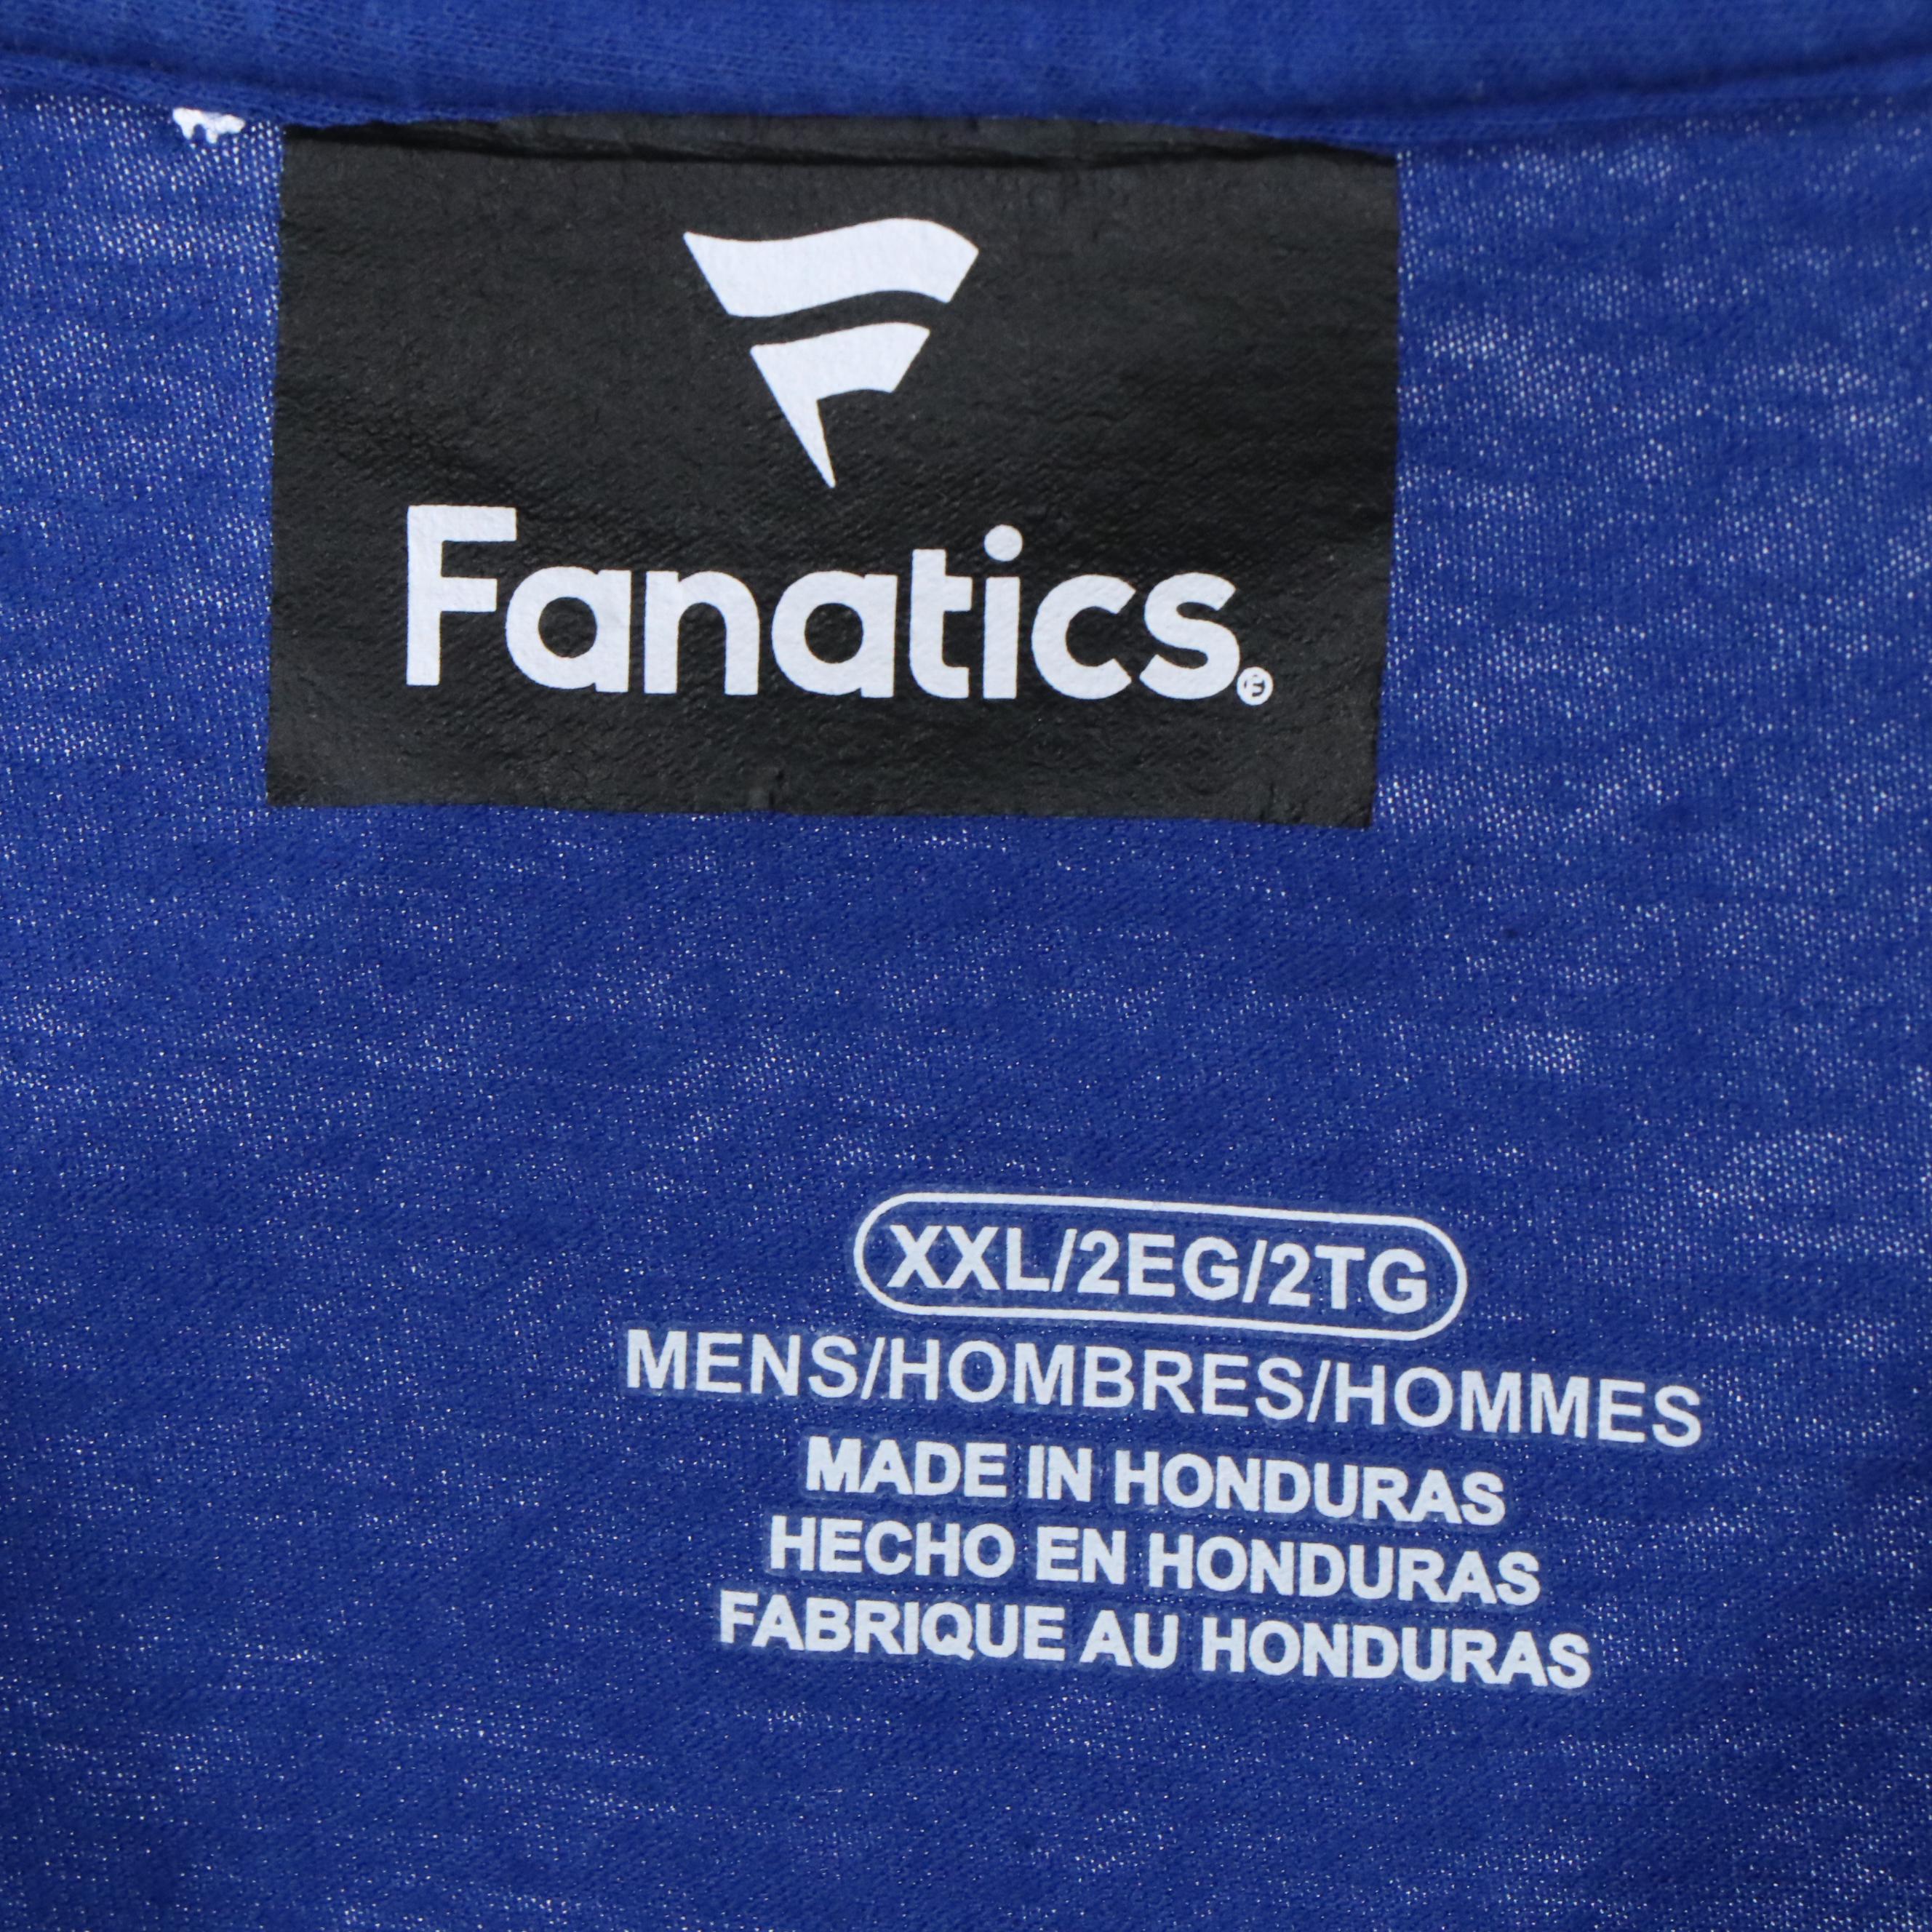 Fanatics®
XXL/2EG/2TG
MENS/HOMBRES/HOMMES
MADE IN HONDURAS
HECHO EN HONDURAS
FABRIQUE AU HONDURAS